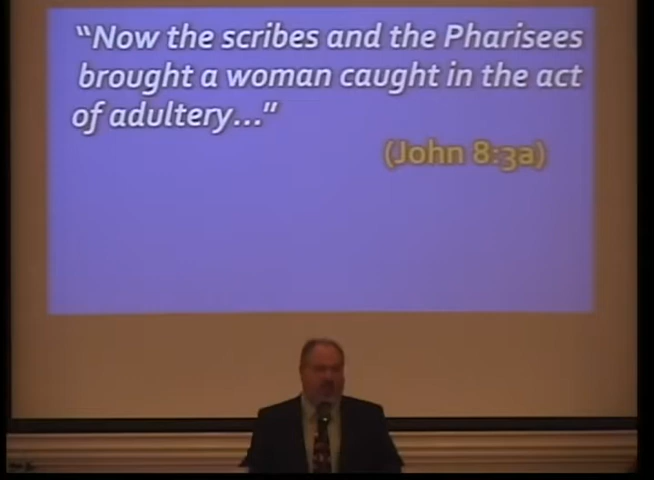 “Now the scribes and the Pharisees
brought a woman caught in the act
of adultery...”
(John 8:3a)